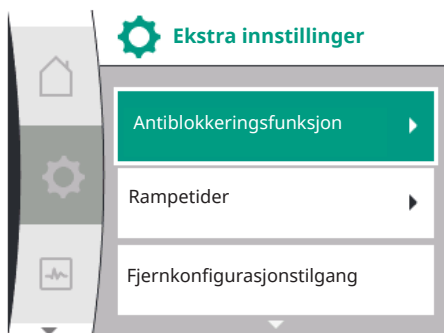 Ekstra innstillinger
Antiblokkeringsfunksjon
Rampetider
Fjernkonfigurasjonstilgang